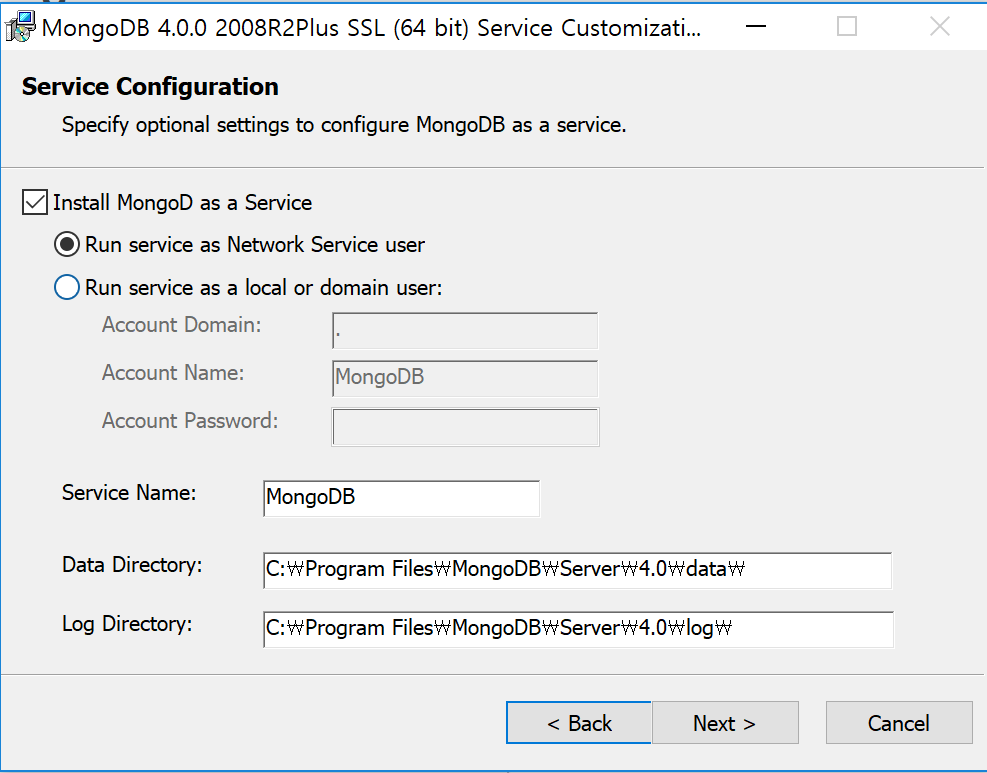 MongoDB 4.0.0 2008R2Plus SSL (64 bit) Service Customizati...
Service Configuration
Specify optional settings to configure MongoDB as a service.
Install MongoD as a Service
Run service as Network Service user
Run service as a local or domain user:
Account Domain: .
Account Name: MongoDB
Account Password:
Service Name: MongoDB
Data Directory: C:₩Program Files₩MongoDB₩Server₩4.0₩data₩
Log Directory: C:₩Program Files₩MongoDB₩Server₩4.0₩log₩
< Back Next > Cancel